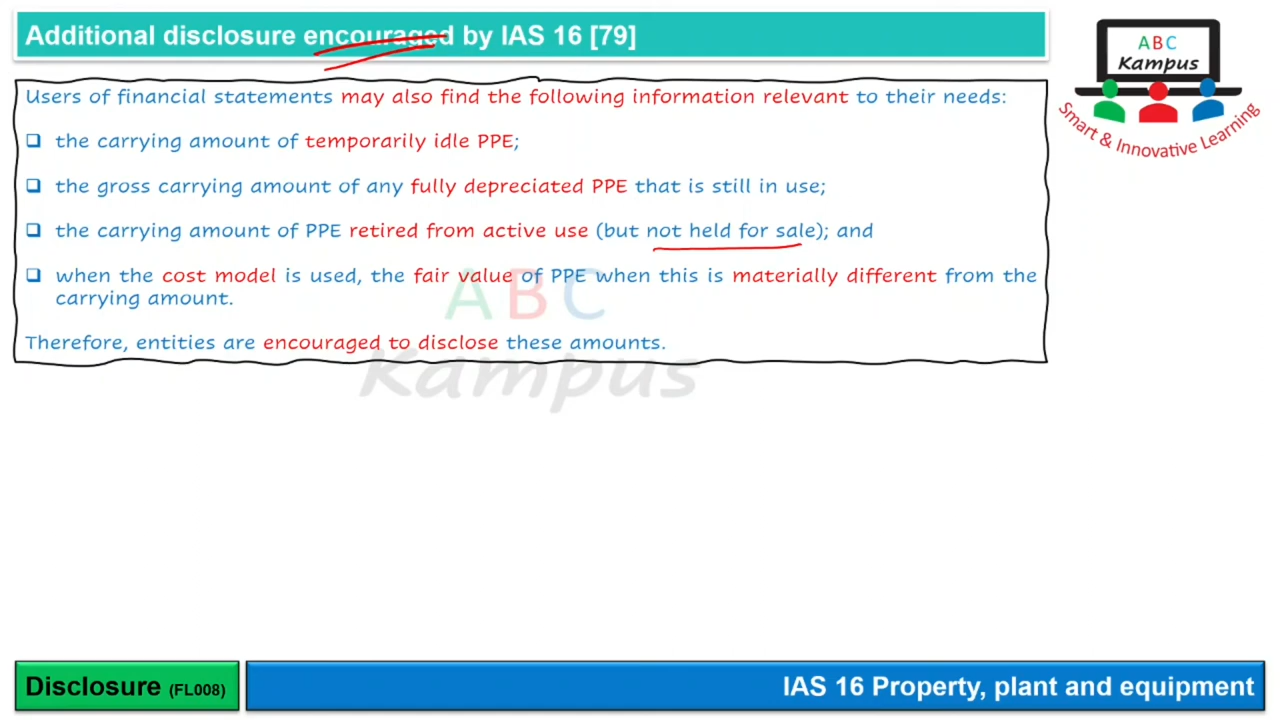 Additional disclosure encouraged by IAS 16 [79]
A B C
Kampus
Smart & Innovative Learning
Users of financial statements may also find the following information relevant to their needs:
❑ the carrying amount of temporarily idle PPE;
❑ the gross carrying amount of any fully depreciated PPE that is still in use;
❑ the carrying amount of PPE retired from active use (but not held for sale); and
❑ when the cost model is used, the fair value of PPE when this is materially different from the
carrying amount.
Therefore, entities are encouraged to disclose these amounts.
A B C
Kampus
Disclosure (FL008)
IAS 16 Property, plant and equipment